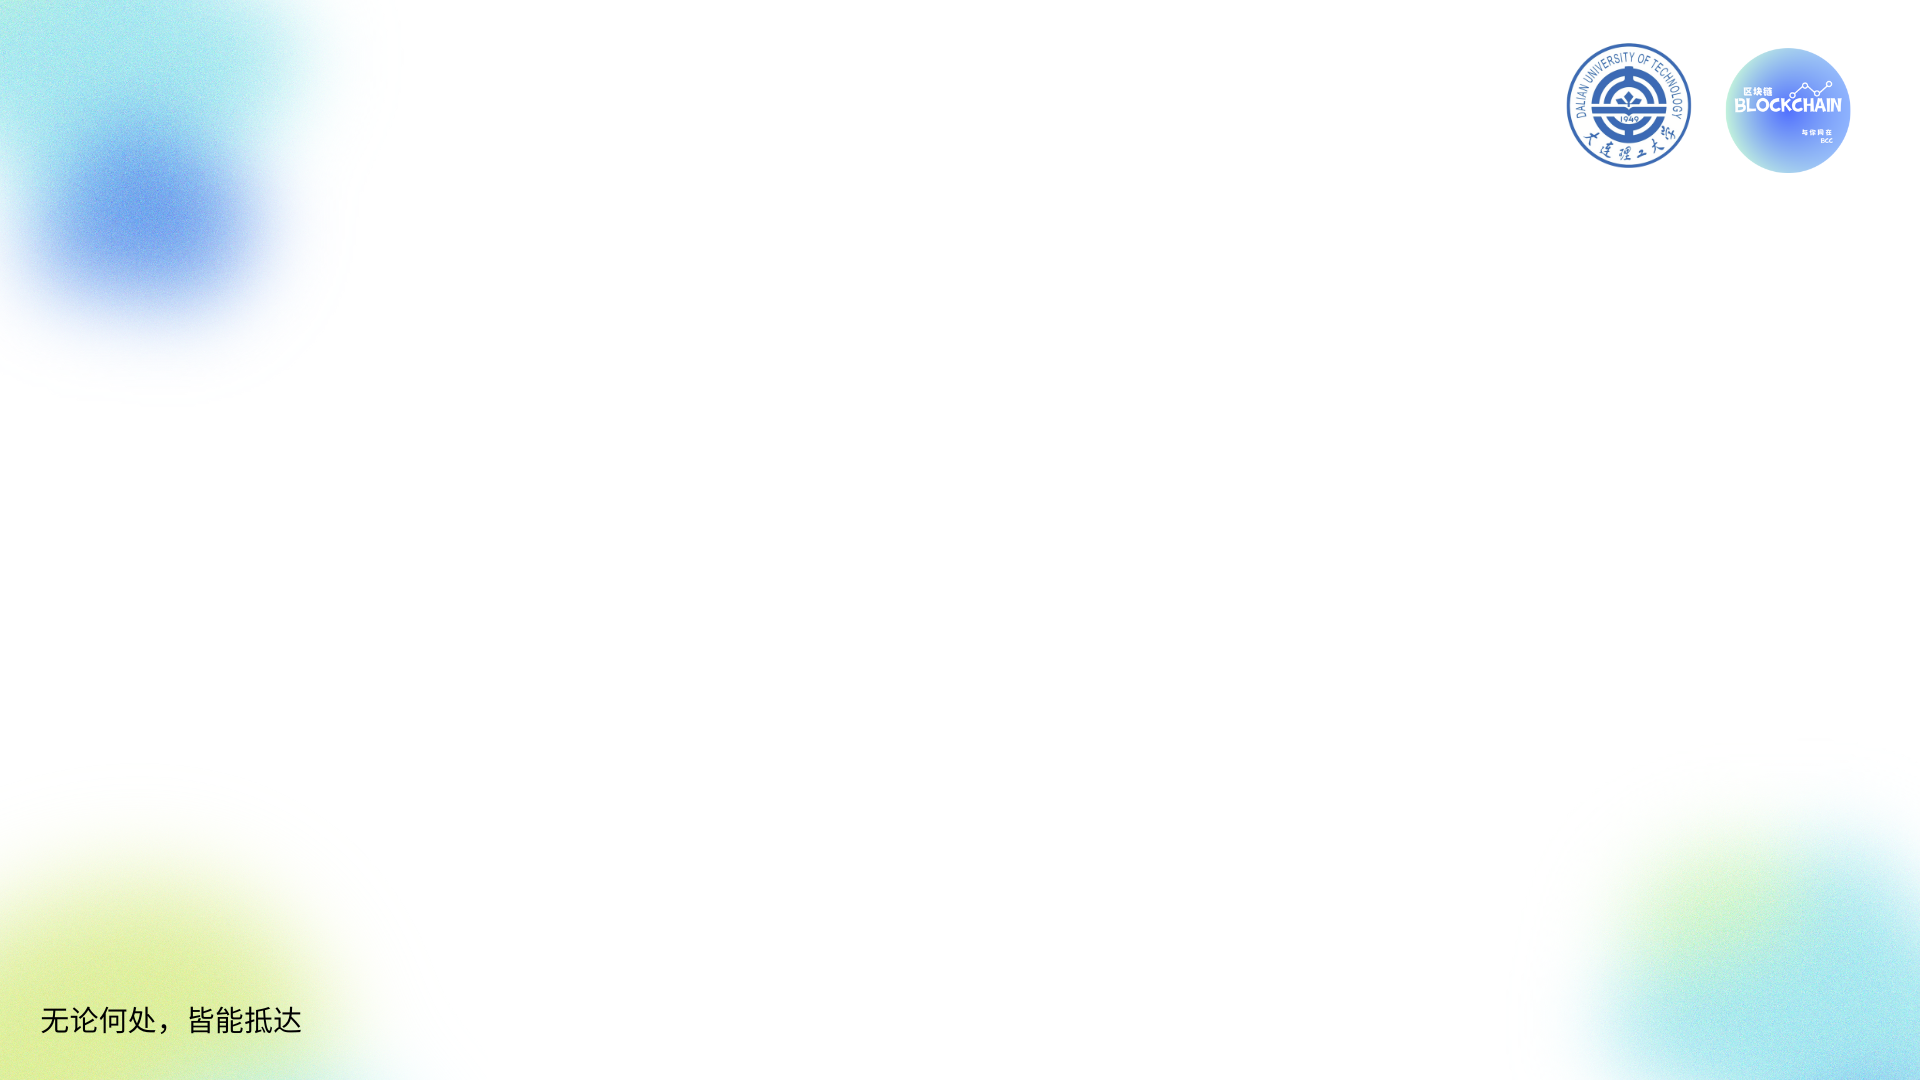 DALIAN UNIVERSITY OF TECHNOLOGY
1949
大连理工大学
区块链
BLOCKCHAIN
与你同在
BCC
无论何处，皆能抵达